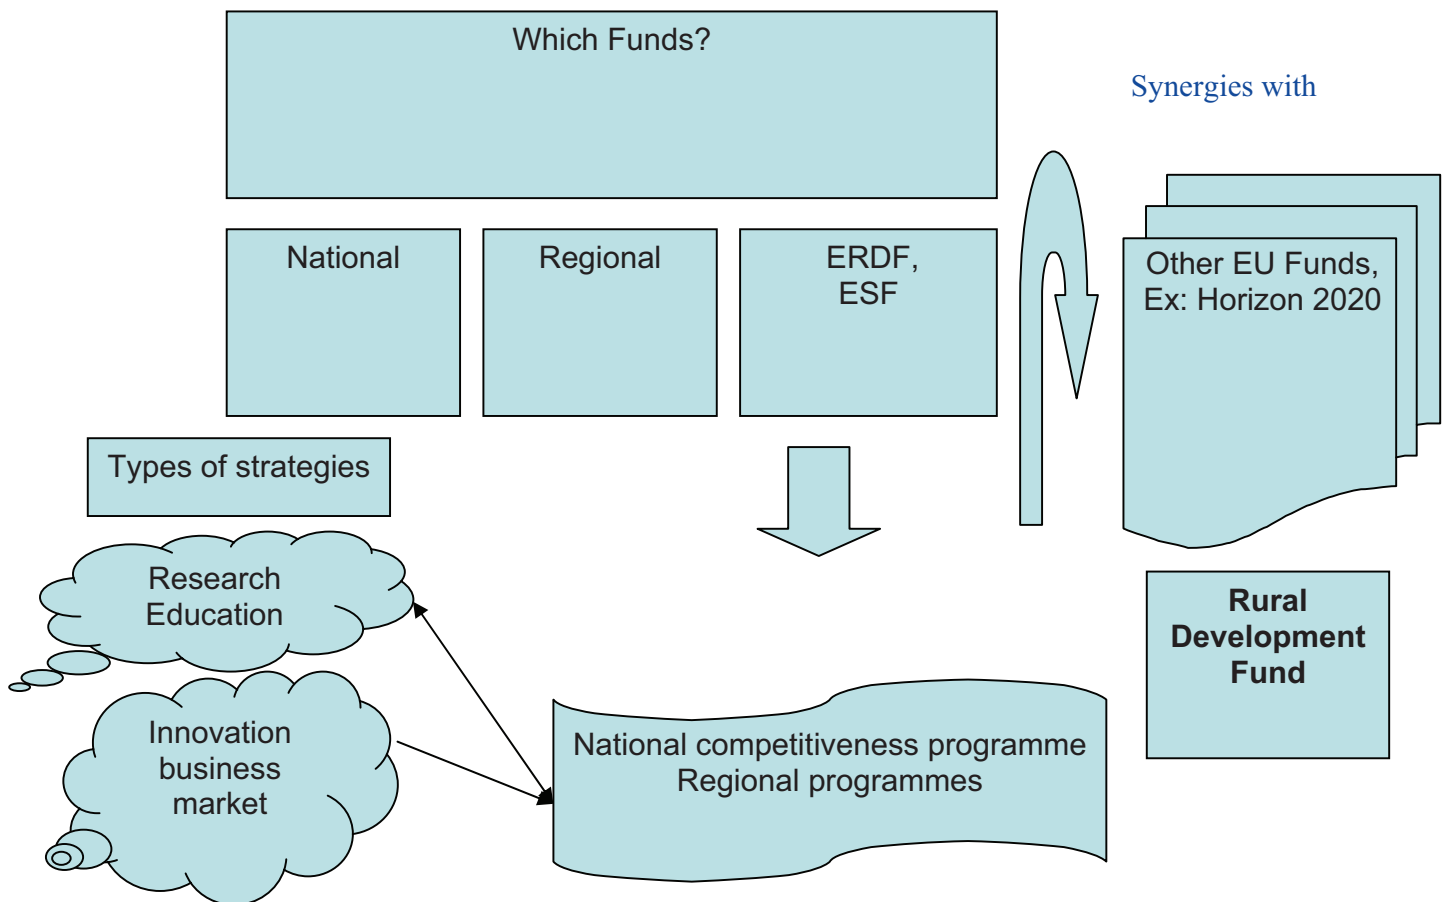 Which Funds?
Synergies with
National
Regional
ERDF,
ESF
Other EU Funds,
Ex: Horizon 2020
Types of strategies
Research
Education
Rural
Development
Fund
Innovation
business
market
National competitiveness programme
Regional programmes